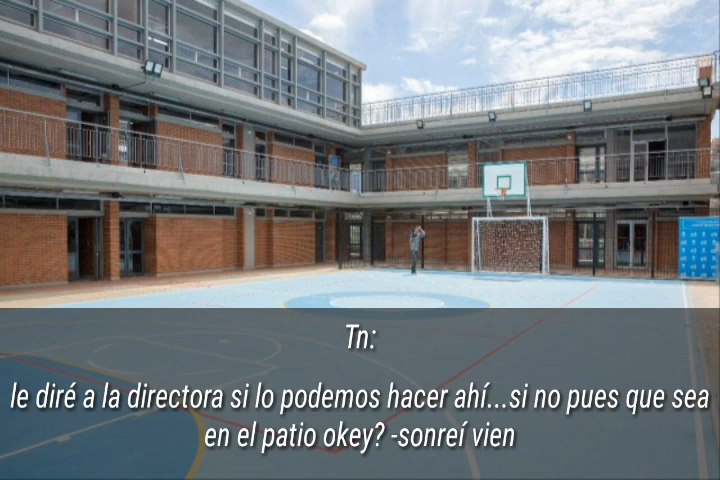 Tn:
le diré a la directora si lo podemos hacer ahí...si no pues que sea
en el patio okey? -sonreí vien